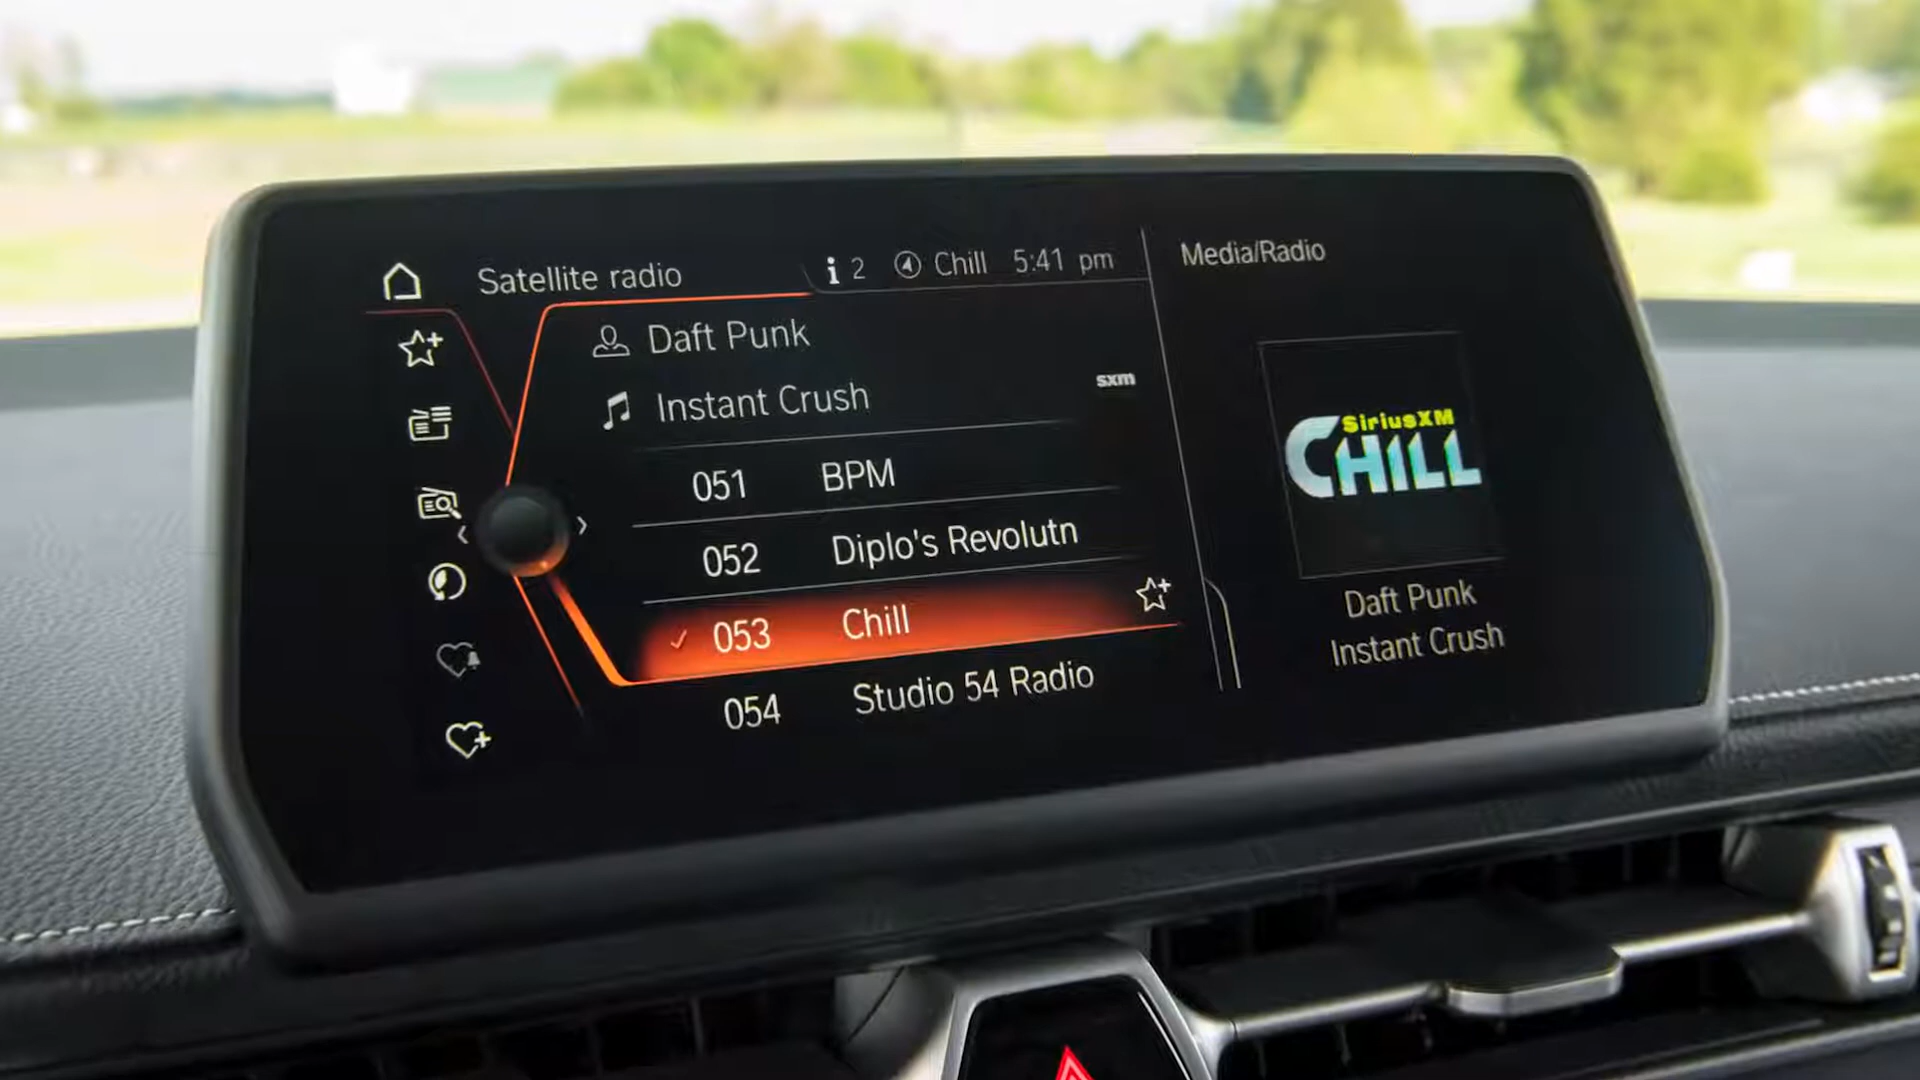 Satellite radio
2 Chill 5:41 pm
Media/Radio
Daft Punk
Instant Crush
sxm
051 BPM
052 Diplo's Revolutn
053 Chill
054 Studio 54 Radio
SiriusXM
CHILL
Daft Punk
Instant Crush